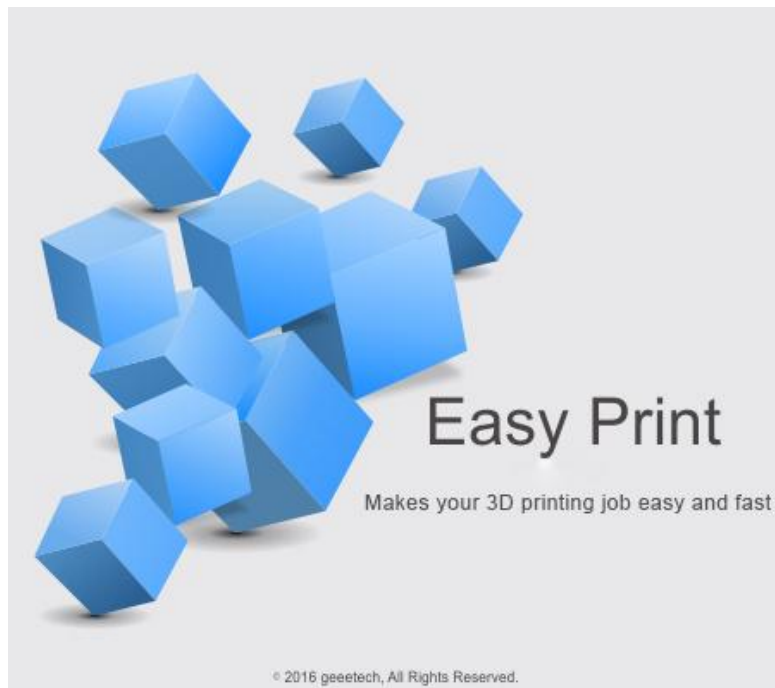 Easy Print
Makes your 3D printing job easy and fast
© 2016 geeetech, All Rights Reserved.